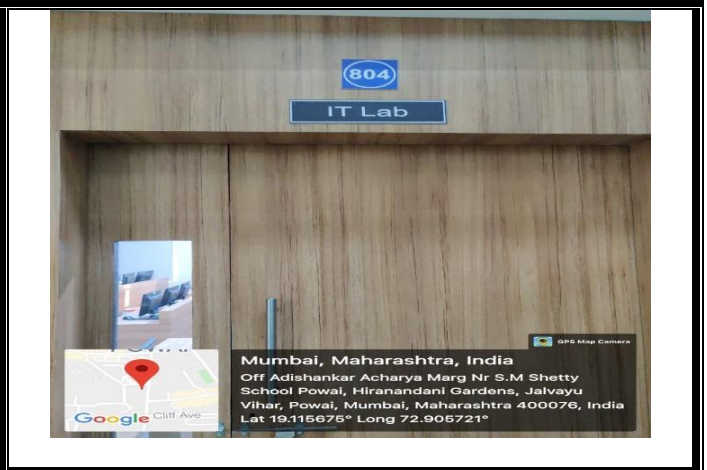 804
IT Lab
GPS Map Camera
Mumbai, Maharashtra, India
Off Adishankar Acharya Marg Nr S.M Shetty
School Powai, Hiranandani Gardens, Jalvayu
Vihar, Powai, Mumbai, Maharashtra 400076, India
Lat 19.115675° Long 72.905721°
POWAI
Cliff Ave
Google